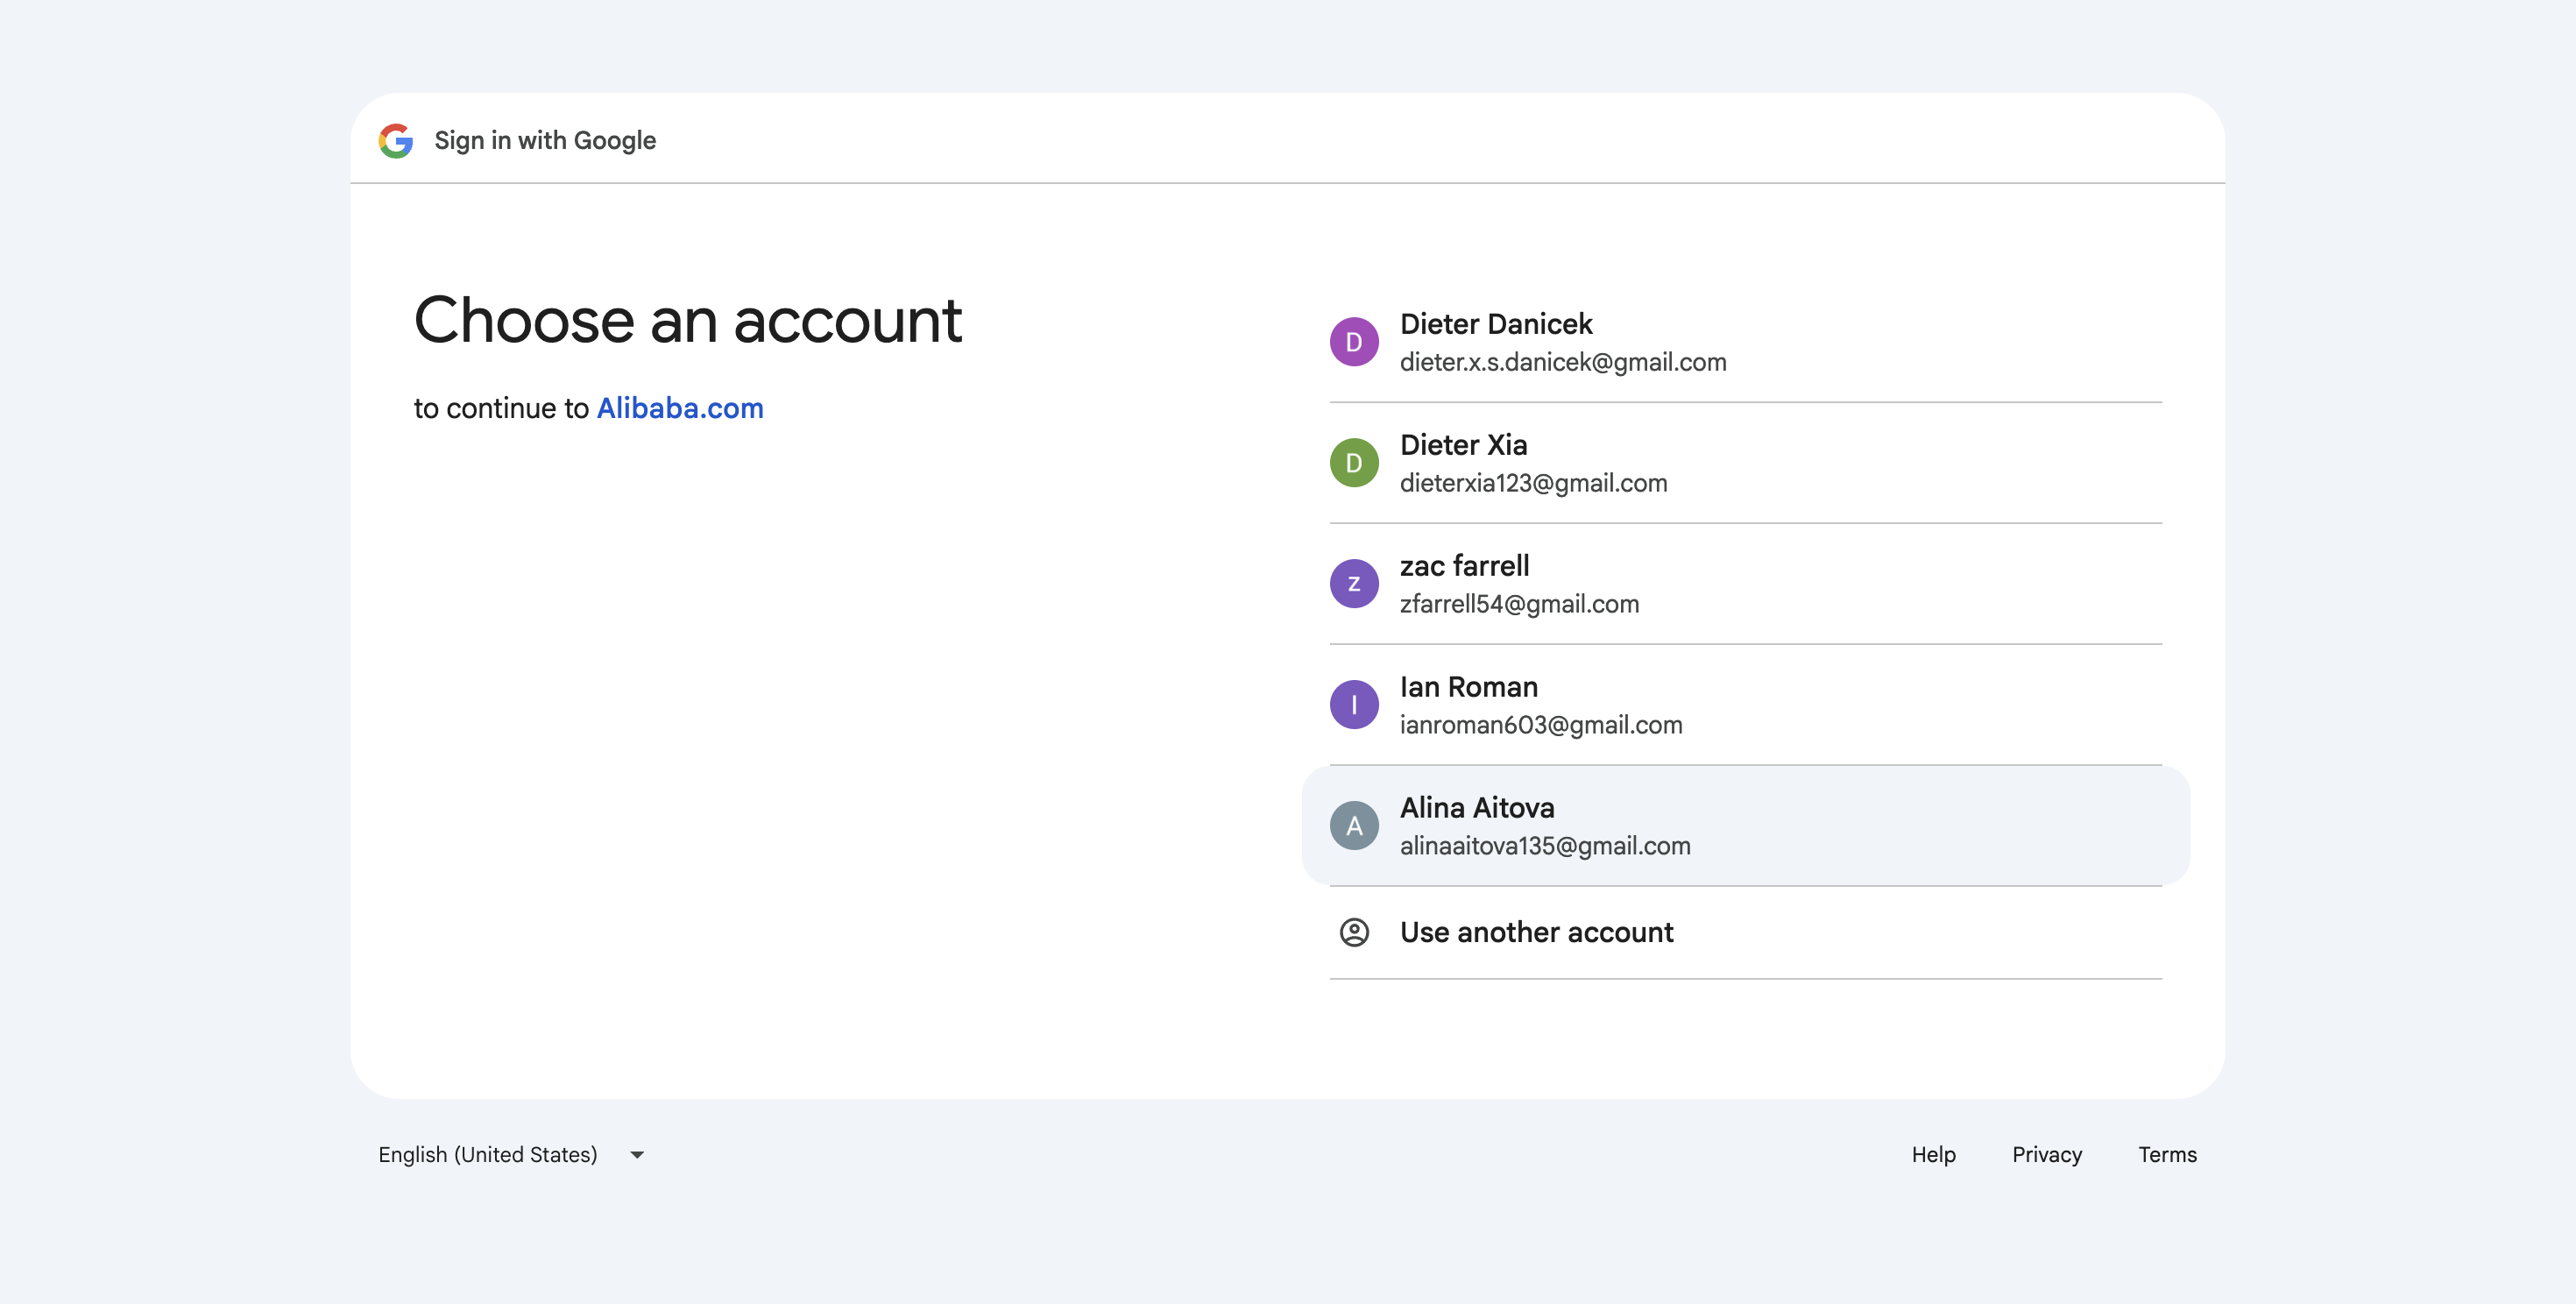 Sign in with Google
Choose an account
to continue to Alibaba.com
D
Dieter Danicek
dieter.x.s.danicek@gmail.com
D
Dieter Xia
dieterxia123@gmail.com
z
zac farrell
zfarrell54@gmail.com
I
Ian Roman
ianroman603@gmail.com
A
Alina Aitova
alinaaitova135@gmail.com
Use another account
English (United States)
Help Privacy Terms